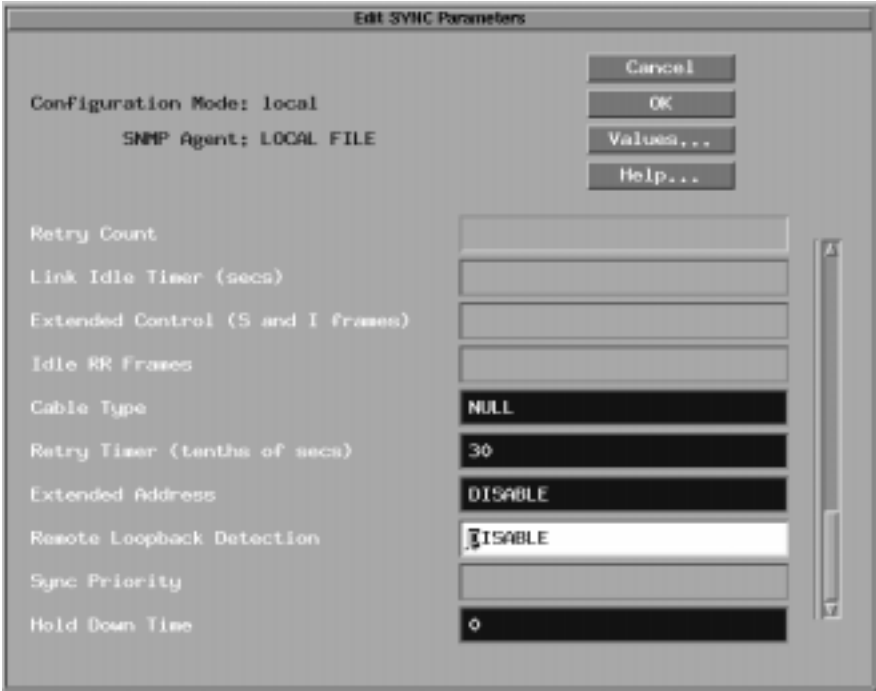 Edit SYNC Parameters
Cancel
Configuration Mode: local
OK
SNMP Agent: LOCAL FILE
Values...
Help...
Retry Count
Link Idle Timer (secs)
Extended Control (S and I frames)
Idle RR Frames
Cable Type NULL
Retry Timer (tenths of secs) 30
Extended Address DISABLE
Remote Loopback Detection DISABLE
Sync Priority
Hold Down Time 0